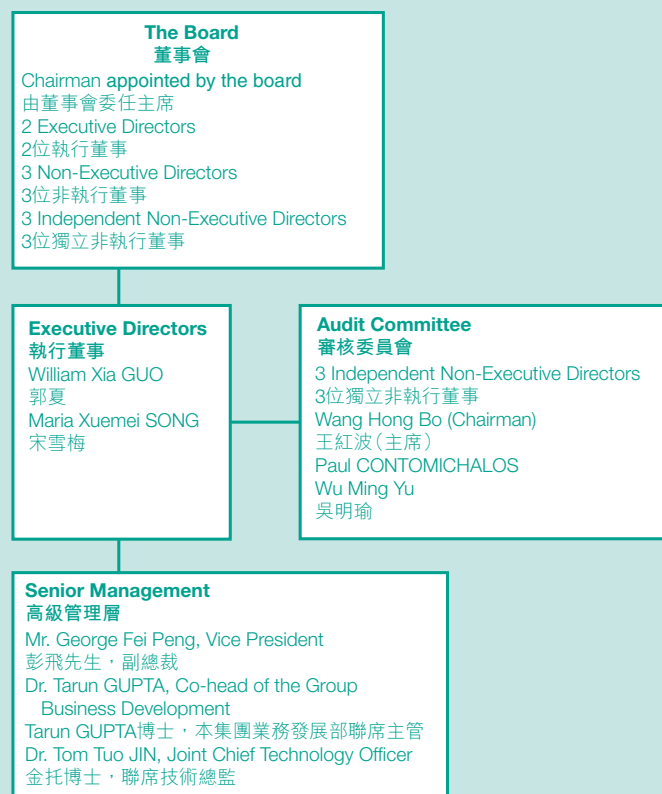 The Board
董事會
Chairman appointed by the board
由董事會委任主席
2 Executive Directors
2位執行董事
3 Non-Executive Directors
3位非執行董事
3 Independent Non-Executive Directors
3位獨立非執行董事
Executive Directors
執行董事
William Xia GUO
郭夏
Maria Xuemei SONG
宋雪梅
Audit Committee
審核委員會
3 Independent Non-Executive Directors
3位獨立非執行董事
Wang Hong Bo (Chairman)
王紅波（主席）
Paul CONTOMICHALOS
Wu Ming Yu
吳明瑜
Senior Management
高級管理層
Mr. George Fei Peng, Vice President
彭飛先生，副總裁
Dr. Tarun GUPTA, Co-head of the Group
Business Development
Tarun GUPTA博士，本集團業務發展部聯席主管
Dr. Tom Tuo JIN, Joint Chief Technology Officer
金托博士，聯席技術總監